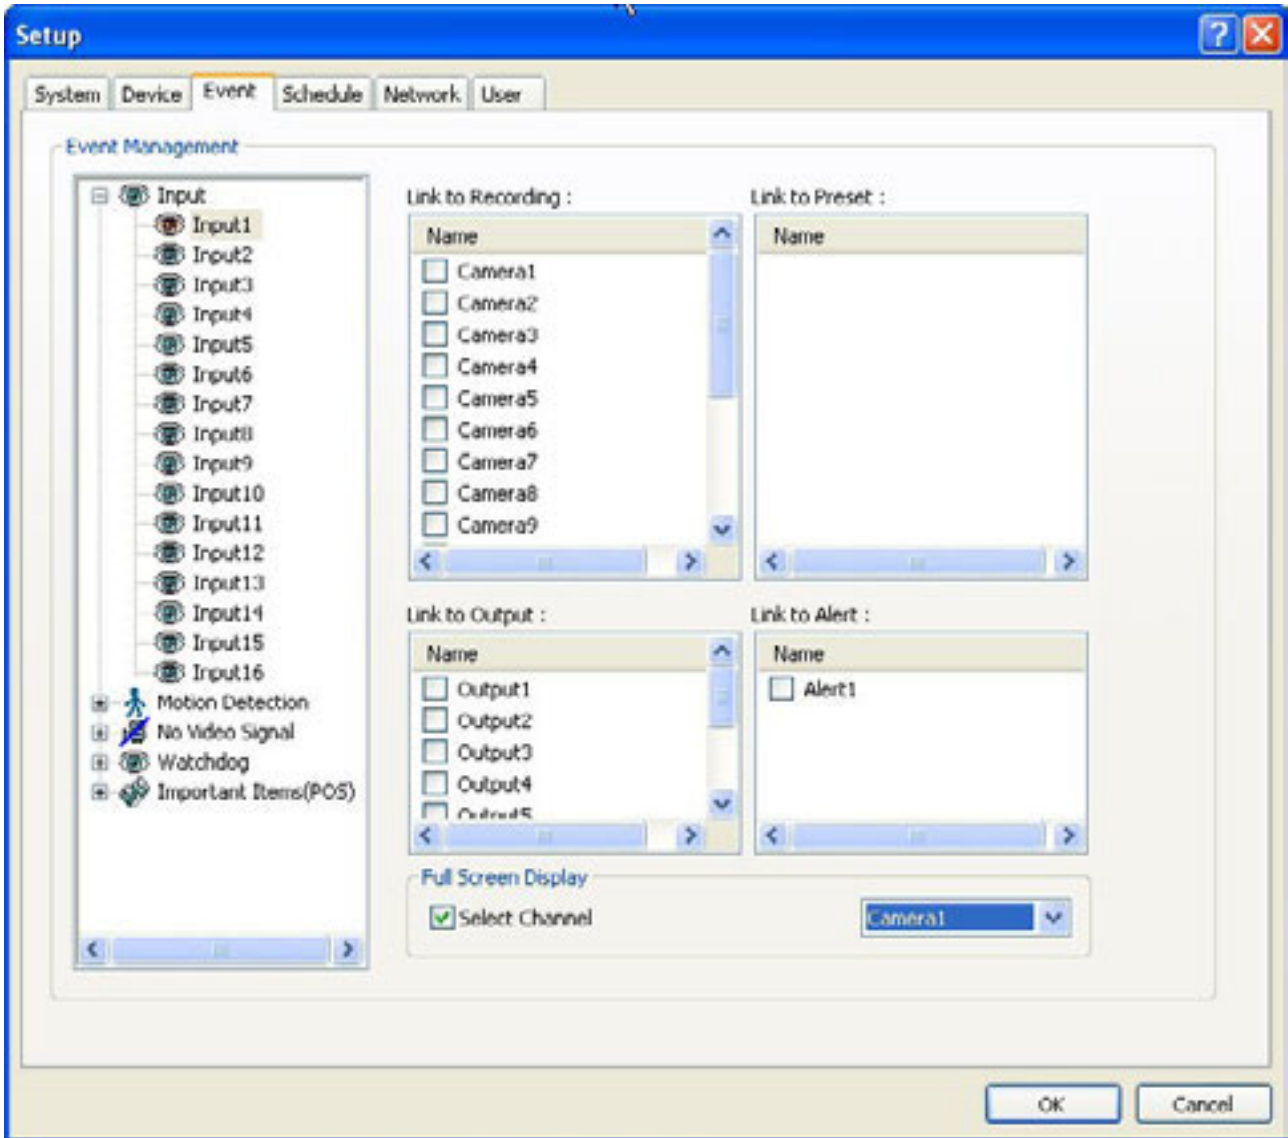 Setup
System Device Event Schedule Network User
Event Management
Input
Input1
Input2
Input3
Input4
Input5
Input6
Input7
Input8
Input9
Input10
Input11
Input12
Input13
Input14
Input15
Input16
Motion Detection
No Video Signal
Watchdog
Important Items(POS)
Link to Recording :
Name
Camera1
Camera2
Camera3
Camera4
Camera5
Camera6
Camera7
Camera8
Camera9
Link to Preset :
Name
Link to Output :
Name
Output1
Output2
Output3
Output4
Output5
Link to Alert :
Name
Alert1
Full Screen Display
Select Channel
Camera1
OK Cancel